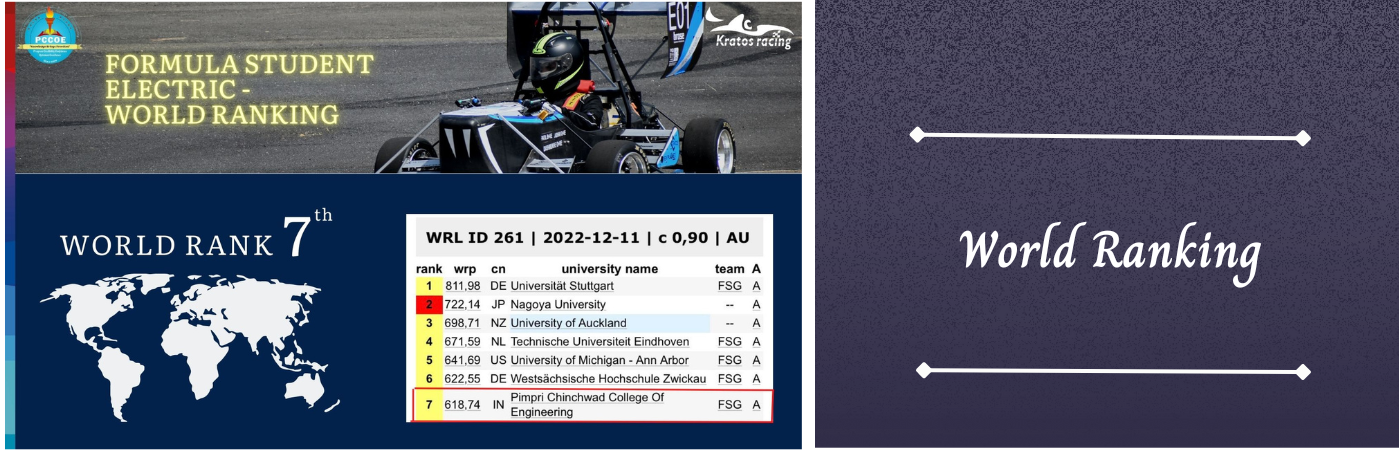 PCCOE
E01
Kratos racing
FORMULA STUDENT
ELECTRIC -
WORLD RANKING
WORLD RANK 7th
WRL ID 261 | 2022-12-11 | c 0,90 | AU
rank wrp cn university name team A
1 811,98 DE Universität Stuttgart FSG A
2 722,14 JP Nagoya University -- A
3 698,71 NZ University of Auckland -- A
4 671,59 NL Technische Universiteit Eindhoven FSG A
5 641,69 US University of Michigan - Ann Arbor FSG A
6 622,55 DE Westsächsische Hochschule Zwickau FSG A
7 618,74 IN Pimpri Chinchwad College Of
Engineering FSG A
World Ranking